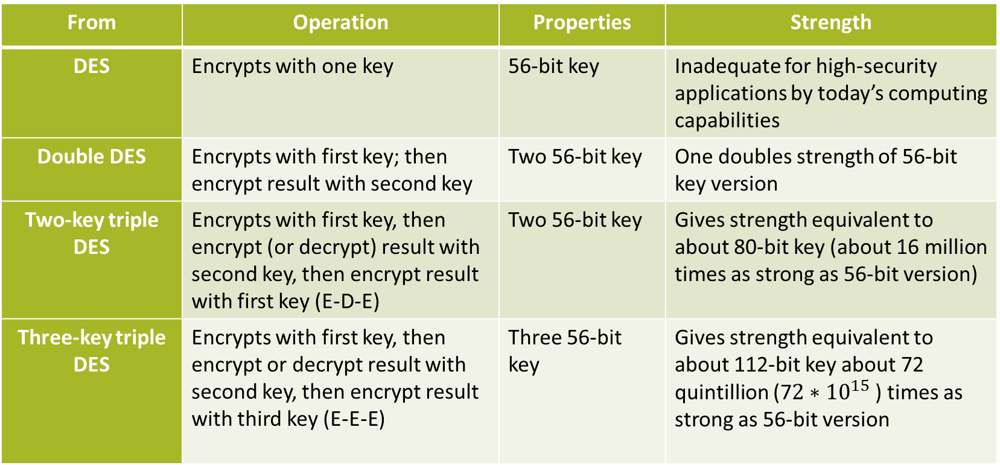 From
Operation
Properties
Strength
DES
Encrypts with one key
56-bit key
Inadequate for high-security
applications by today’s computing
capabilities
Double DES
Encrypts with first key; then
encrypt result with second key
Two 56-bit key
One doubles strength of 56-bit
key version
Two-key triple
DES
Encrypts with first key, then
encrypt (or decrypt) result with
second key, then encrypt result
with first key (E-D-E)
Two 56-bit key
Gives strength equivalent to
about 80-bit key (about 16 million
times as strong as 56-bit version)
Three-key triple
DES
Encrypts with first key, then
encrypt or decrypt result with
second key, then encrypt result
with third key (E-E-E)
Three 56-bit
key
Gives strength equivalent to
about 112-bit key about 72
quintillion (72 ∗ 10¹⁵ ) times as
strong as 56-bit version